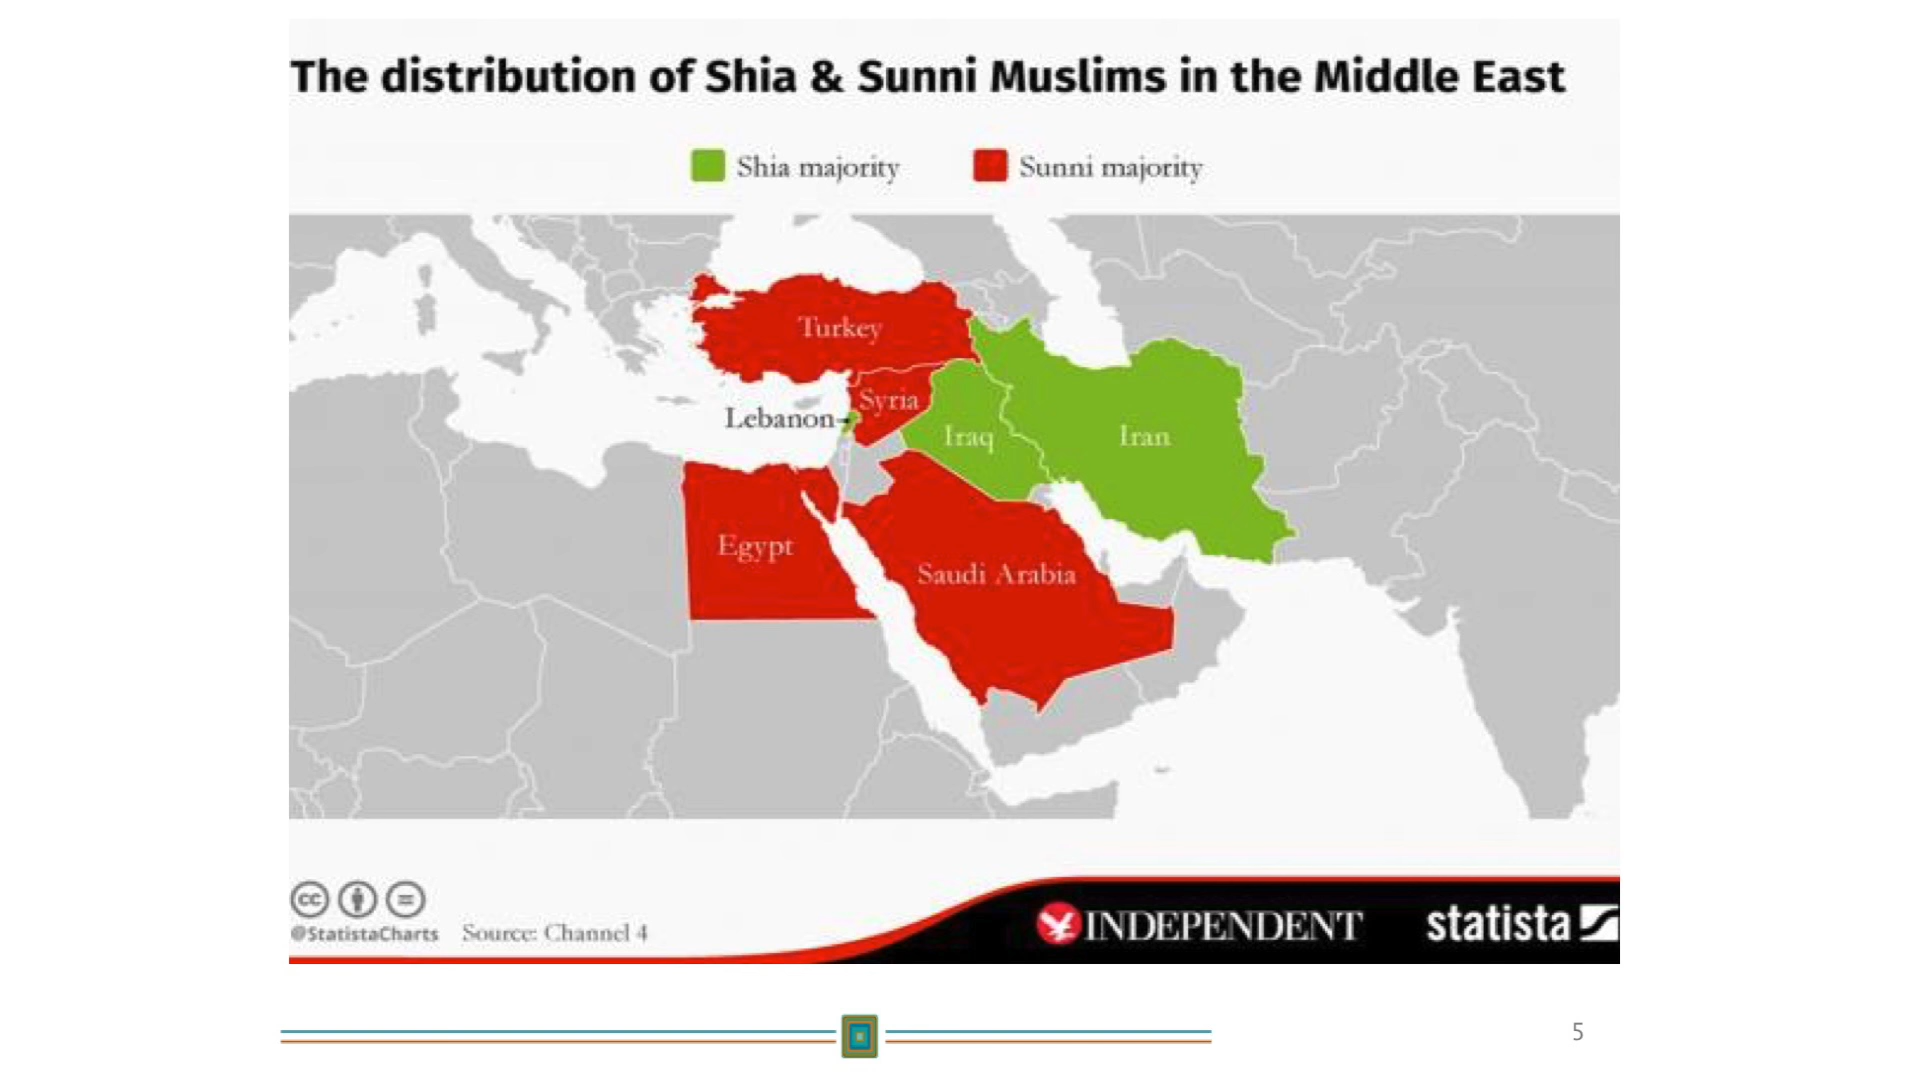 The distribution of Shia & Sunni Muslims in the Middle East
Shia majority
Sunni majority
Turkey
Syria
Lebanon
Iraq
Iran
Egypt
Saudi Arabia
cc
@StatistaCharts
Source: Channel 4
INDEPENDENT
statista
5